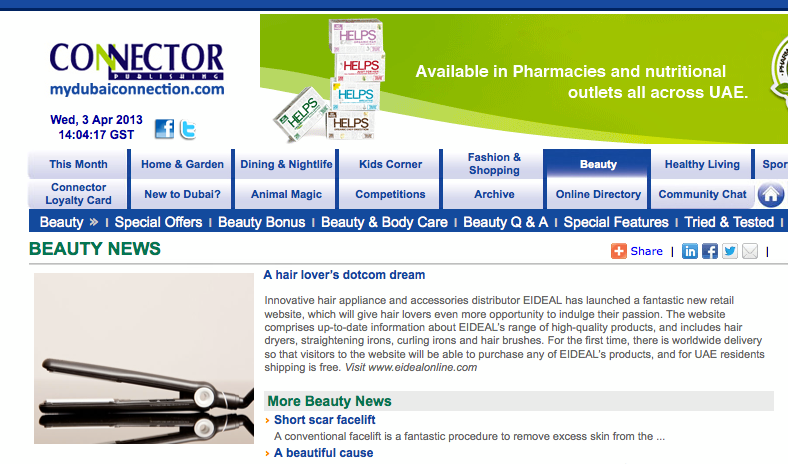 CONNECTOR
PUBLISHING
mydubaiconnection.com
Wed, 3 Apr 2013
14:04:17 GST
HELPS
HELPS
HELPS
HELPS
HELPS
Available in Pharmacies and nutritional
outlets all across UAE.
This Month
Home & Garden
Dining & Nightlife
Kids Corner
Fashion &
Shopping
Beauty
Healthy Living
Connector
Loyalty Card
New to Dubai?
Animal Magic
Competitions
Archive
Online Directory
Community Chat
Beauty » | Special Offers | Beauty Bonus | Beauty & Body Care | Beauty Q & A | Special Features | Tried & Tested |
BEAUTY NEWS
Share | |
A hair lover's dotcom dream
Innovative hair appliance and accessories distributor EIDEAL has launched a fantastic new retail
website, which will give hair lovers even more opportunity to indulge their passion. The website
comprises up-to-date information about EIDEAL's range of high-quality products, and includes hair
dryers, straightening irons, curling irons and hair brushes. For the first time, there is worldwide delivery
so that visitors to the website will be able to purchase any of EIDEAL's products, and for UAE residents
shipping is free. Visit www.eidealonline.com
More Beauty News
Short scar facelift
A conventional facelift is a fantastic procedure to remove excess skin from the ...
A beautiful cause